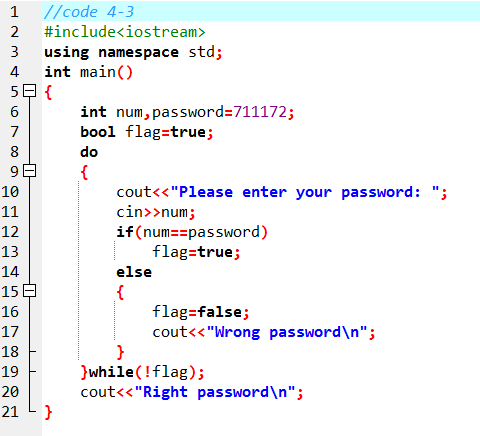 1 //code 4-3
2 #include<iostream>
3 using namespace std;
4 int main()
5 {
6 int num,password=711172;
7 bool flag=true;
8 do
9 {
10 cout<<"Please enter your password: ";
11 cin>>num;
12 if(num==password)
13 flag=true;
14 else
15 {
16 flag=false;
17 cout<<"Wrong password\n";
18 }
19 }while(!flag);
20 cout<<"Right password\n";
21 }